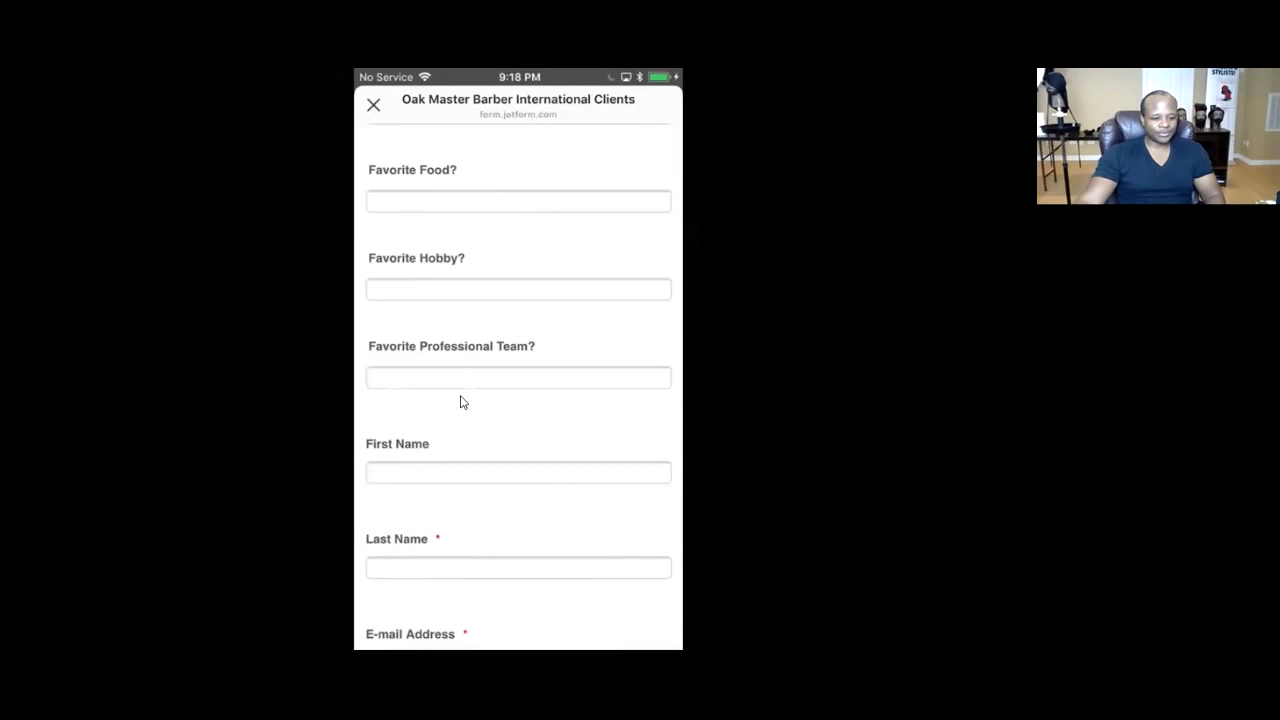 No Service
9:18 PM
Oak Master Barber International Clients
form.jotform.com
STYLISTS!
Favorite Food?
Favorite Hobby?
Favorite Professional Team?
First Name
Last Name *
E-mail Address *